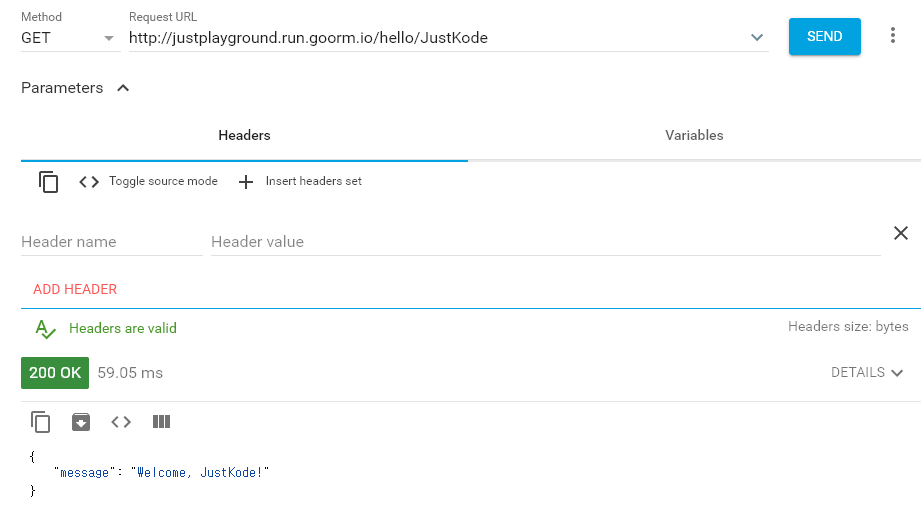 Method
Request URL
GET
http://justplayground.run.goorm.io/hello/JustKode
SEND
Parameters
Headers
Variables
Toggle source mode
Insert headers set
Header name
Header value
ADD HEADER
Headers are valid
Headers size: bytes
200 OK
59.05 ms
DETAILS
{
"message": "Welcome, JustKode!"
}